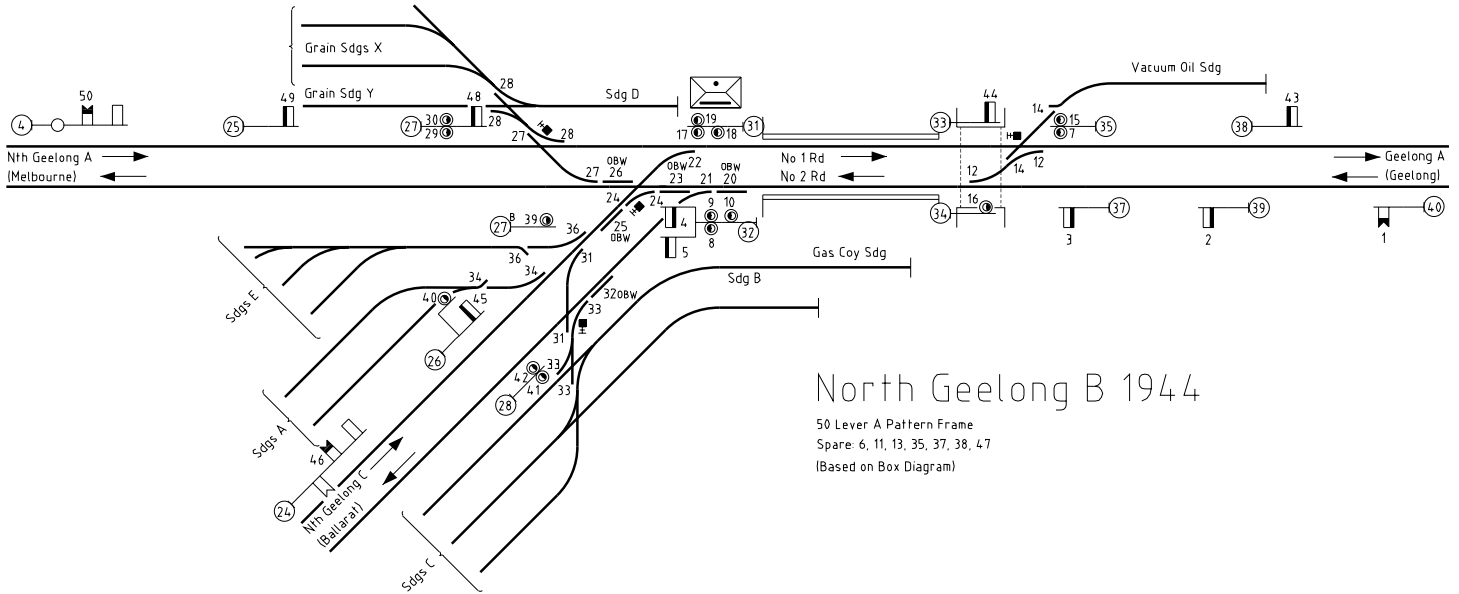 Vacuum Oil Sdg
Grain Sdgs X
28
50
49
Grain Sdg Y
48
Sdg D
44
14
43
4
25
27
30
29
28
27
28
19
17
18
31
33
15
7
35
38
Nth Geelong A
(Melbourne)
No 1 Rd
No 2 Rd
12
14
12
Geelong A
(Geelong)
27
OBW
26
OBW
22
23
OBW
21
20
24
24
25
OBW
27
B
39
36
36
4
5
9
10
8
32
34
16
3
37
2
39
1
40
Gas Coy Sdg
Sdg B
Sdgs E
34
34
31
40
45
32OBW
33
31
26
42
41
33
33
28
Sdgs A
46
24
Nth Geelong C
(Ballarat)
Sdgs C
North Geelong B 1944
50 Lever A Pattern Frame
Spare: 6, 11, 13, 35, 37, 38, 47
(Based on Box Diagram)